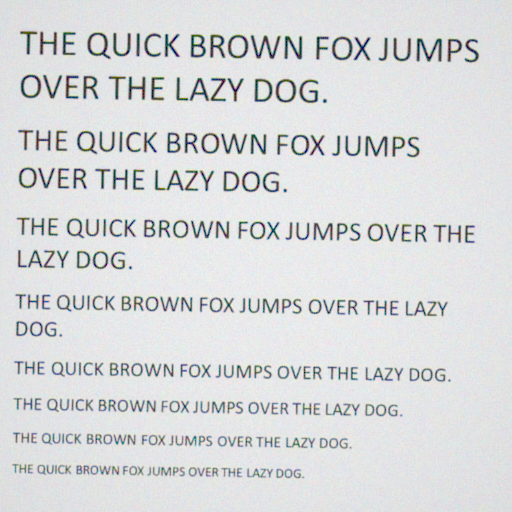 THE QUICK BROWN FOX JUMPS
OVER THE LAZY DOG.
THE QUICK BROWN FOX JUMPS
OVER THE LAZY DOG.
THE QUICK BROWN FOX JUMPS OVER THE
LAZY DOG.
THE QUICK BROWN FOX JUMPS OVER THE LAZY
DOG.
THE QUICK BROWN FOX JUMPS OVER THE LAZY DOG.
THE QUICK BROWN FOX JUMPS OVER THE LAZY DOG.
THE QUICK BROWN FOX JUMPS OVER THE LAZY DOG.
THE QUICK BROWN FOX JUMPS OVER THE LAZY DOG.